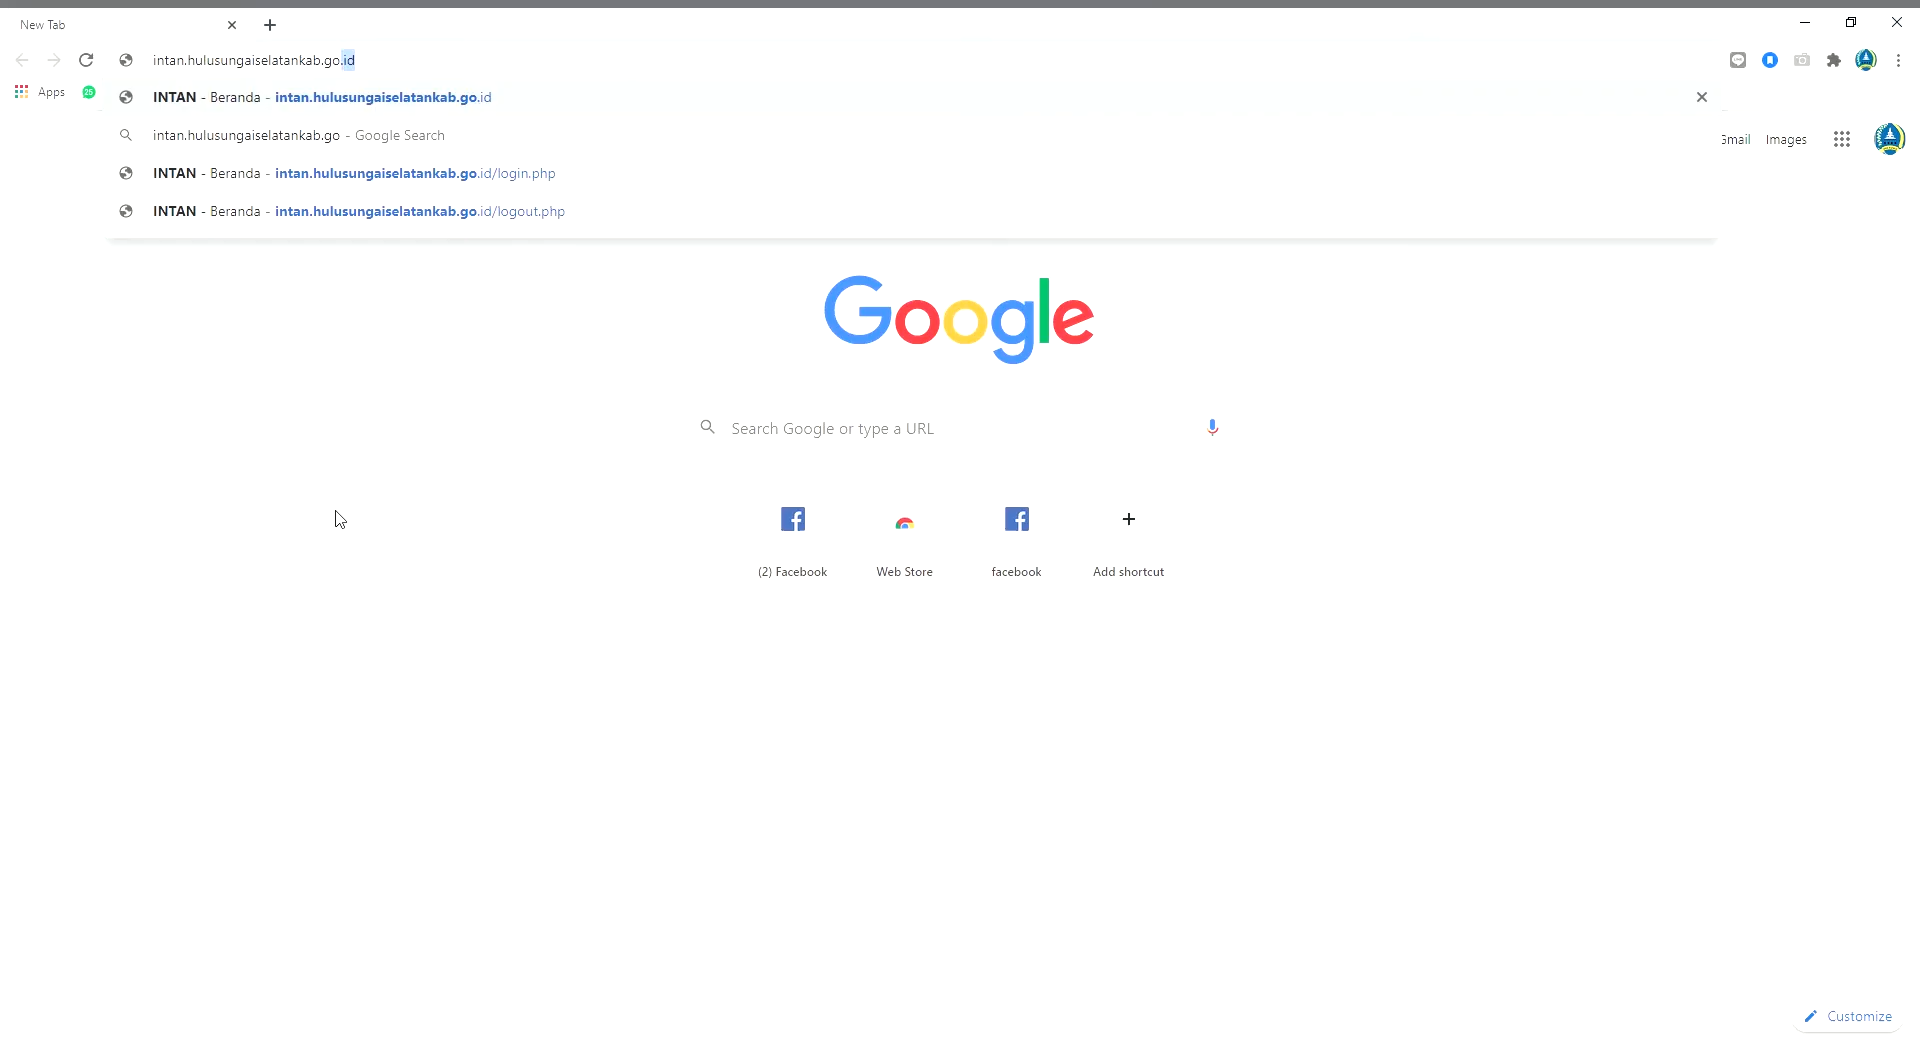 New Tab
intan.hulusungaiselatankab.go.id
Apps
25
INTAN - Beranda - intan.hulusungaiselatankab.go.id
intan.hulusungaiselatankab.go - Google Search
INTAN - Beranda - intan.hulusungaiselatankab.go.id/login.php
INTAN - Beranda - intan.hulusungaiselatankab.go.id/logout.php
Gmail Images
Google
Search Google or type a URL
(2) Facebook Web Store facebook Add shortcut
Customize